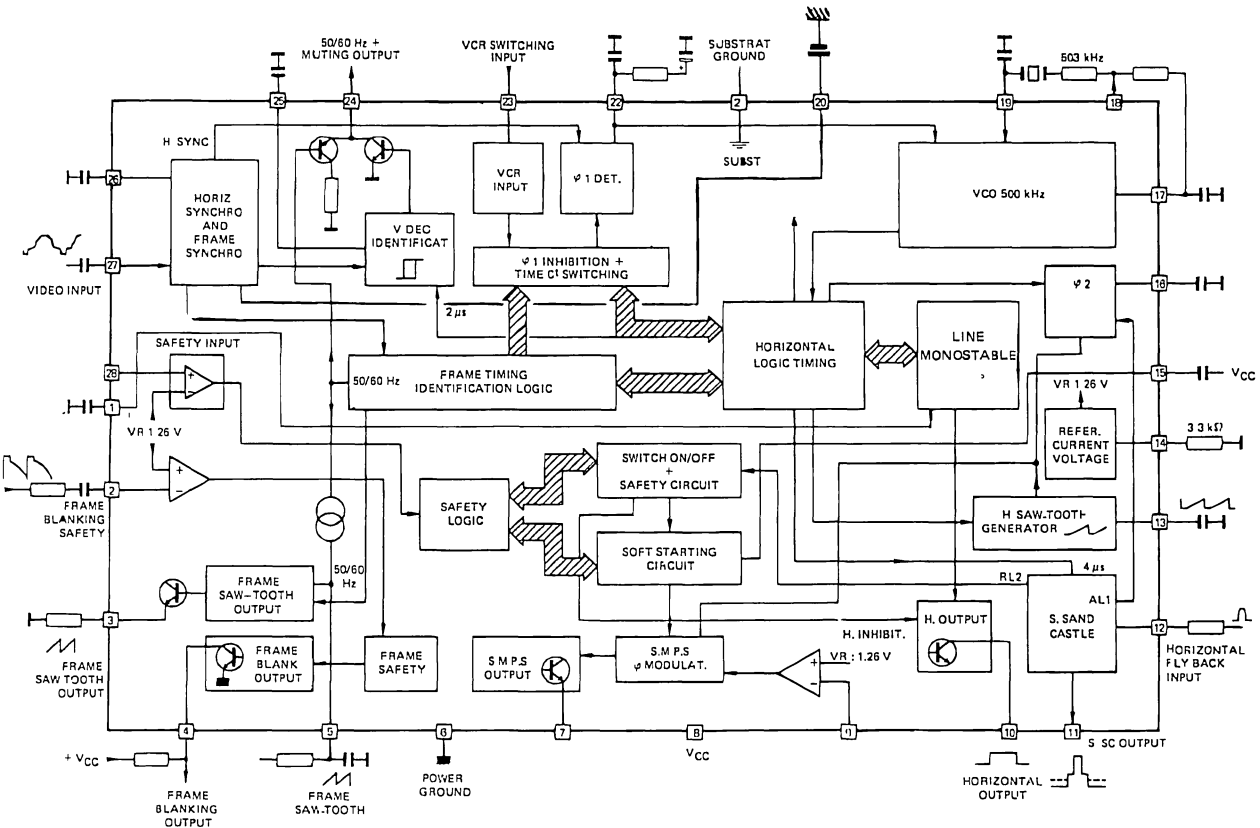 50/60 Hz +
MUTING OUTPUT
VCR SWITCHING
INPUT
SUBSTRAT
GROUND
503 kHz
25
24
23
22
2
20
19
18
H SYNC
SUBST
26
HORIZ
SYNCHRO
AND
FRAME
SYNCHRO
VCR
INPUT
φ 1 DET.
VCO 500 kHz
17
V DEC
IDENTIFICAT
φ 1 INHIBITION +
TIME Ct SWITCHING
27
VIDEO INPUT
φ 2
16
2 µs
SAFETY INPUT
HORIZONTAL
LOGIC TIMING
LINE
MONOSTABLE
28
+
−
50/60 Hz
FRAME TIMING
IDENTIFICATION LOGIC
15
VCC
1
VR 1.26 V
VR 1 26 V
REFER.
CURRENT
VOLTAGE
14
3 3 kΩ
+
−
2
FRAME
BLANKING
SAFETY
SAFETY
LOGIC
SWITCH ON/OFF
+
SAFETY CIRCUIT
H SAW-TOOTH
GENERATOR
13
SOFT STARTING
CIRCUIT
50/60
Hz
RL2
4 µs
FRAME
SAW-TOOTH
OUTPUT
3
FRAME
SAW TOOTH
OUTPUT
AL1
S. SAND
CASTLE
12
HORIZONTAL
FLY BACK
INPUT
H. INHIBIT.
H. OUTPUT
FRAME
BLANK
OUTPUT
FRAME
SAFETY
S M P.S
OUTPUT
S.M P.S
φ MODULAT.
+
−
VR : 1.26 V
4
5
6
7
8
9
10
11
S SC OUTPUT
+ VCC
POWER
GROUND
VCC
HORIZONTAL
OUTPUT
FRAME
BLANKING
OUTPUT
FRAME
SAW-TOOTH